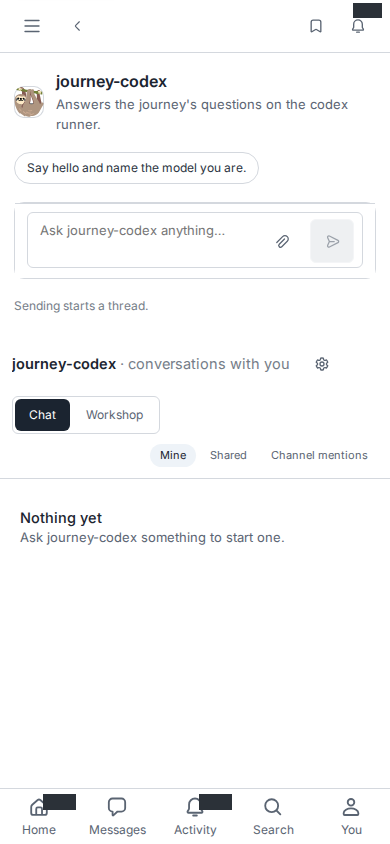 journey-codex
Answers the journey's questions on the codex
runner.
Say hello and name the model you are.
Ask journey-codex anything...
Sending starts a thread.
journey-codex · conversations with you
Chat
Workshop
Mine
Shared
Channel mentions
Nothing yet
Ask journey-codex something to start one.
Home
Messages
Activity
Search
You